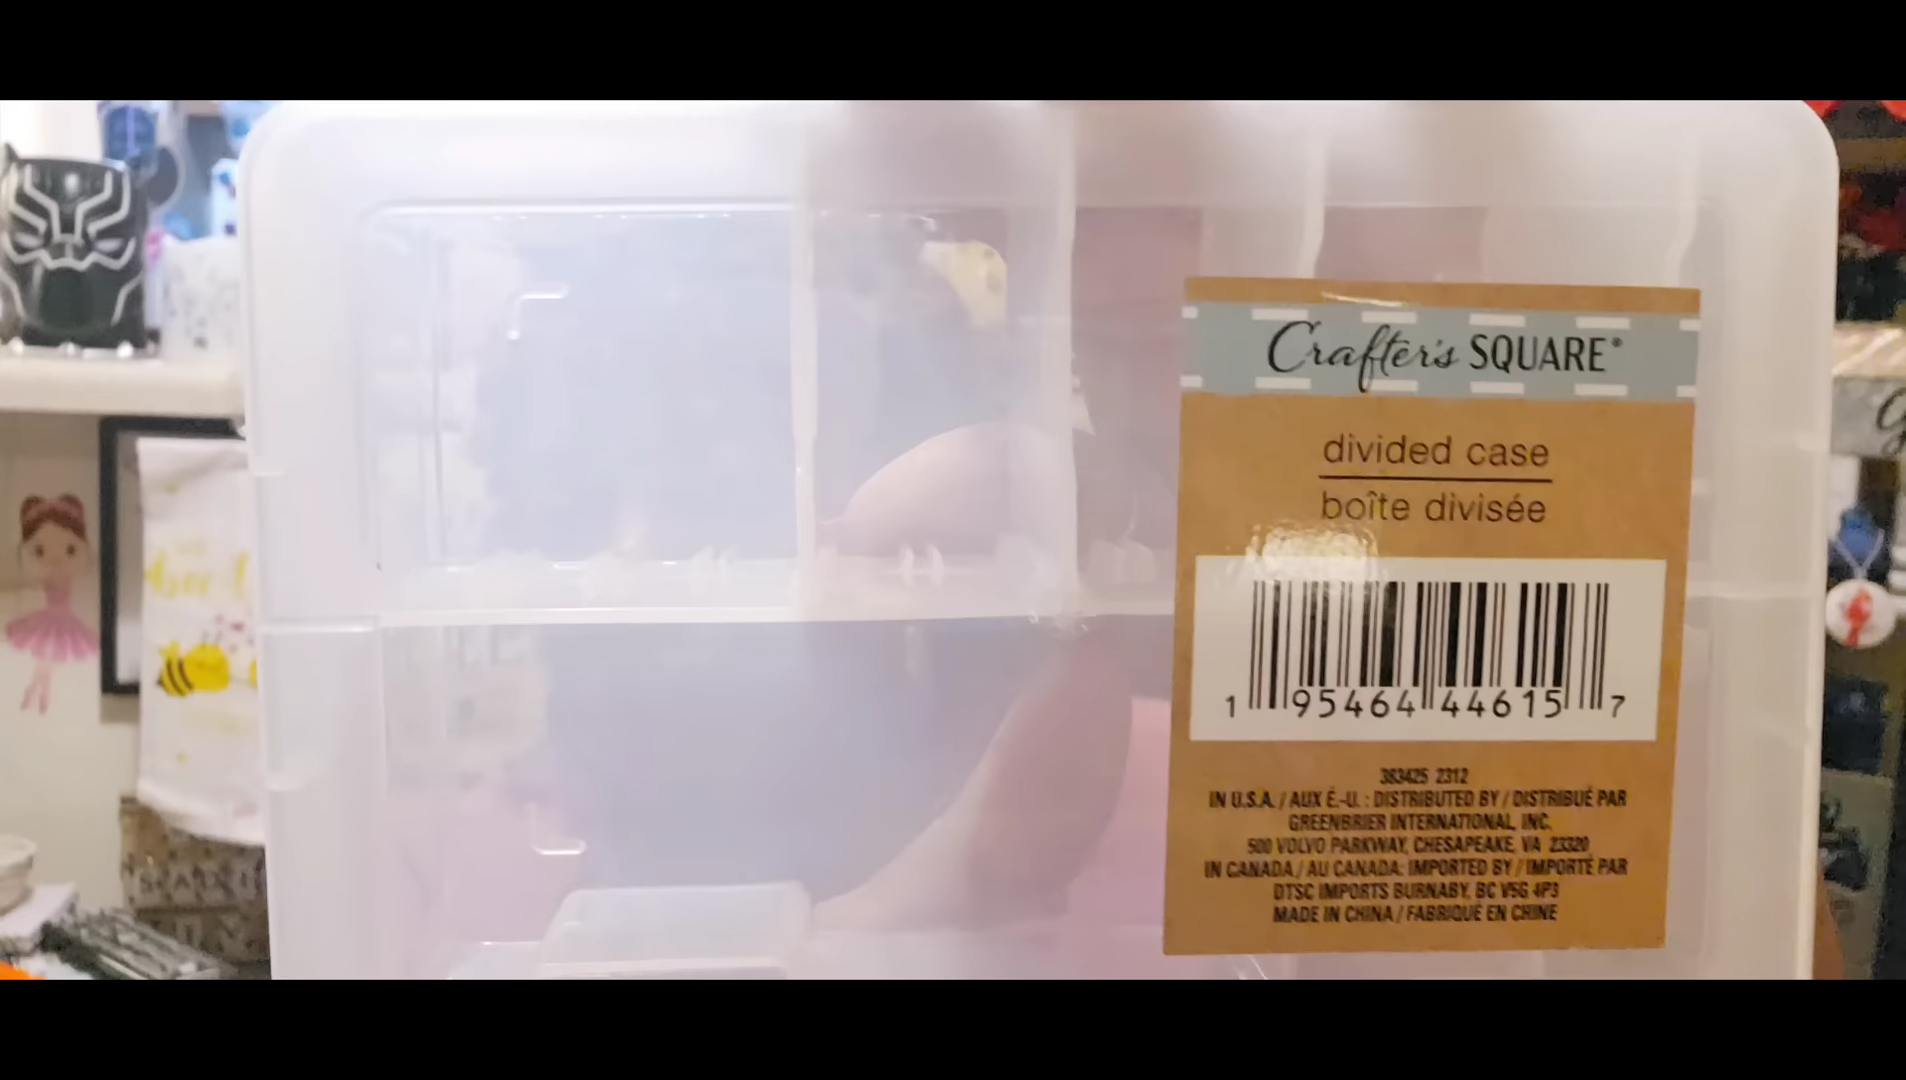 Crafter's SQUARE®
divided case
boîte divisée
1 95464 44615 7
383425 2312
IN U.S.A. / AUX É.-U. : DISTRIBUTED BY / DISTRIBUÉ PAR
GREENBRIER INTERNATIONAL, INC.
500 VOLVO PARKWAY, CHESAPEAKE, VA 23320
IN CANADA / AU CANADA: IMPORTED BY / IMPORTÉ PAR
DTSC IMPORTS BURNABY, BC V5G 4P3
MADE IN CHINA / FABRIQUÉ EN CHINE